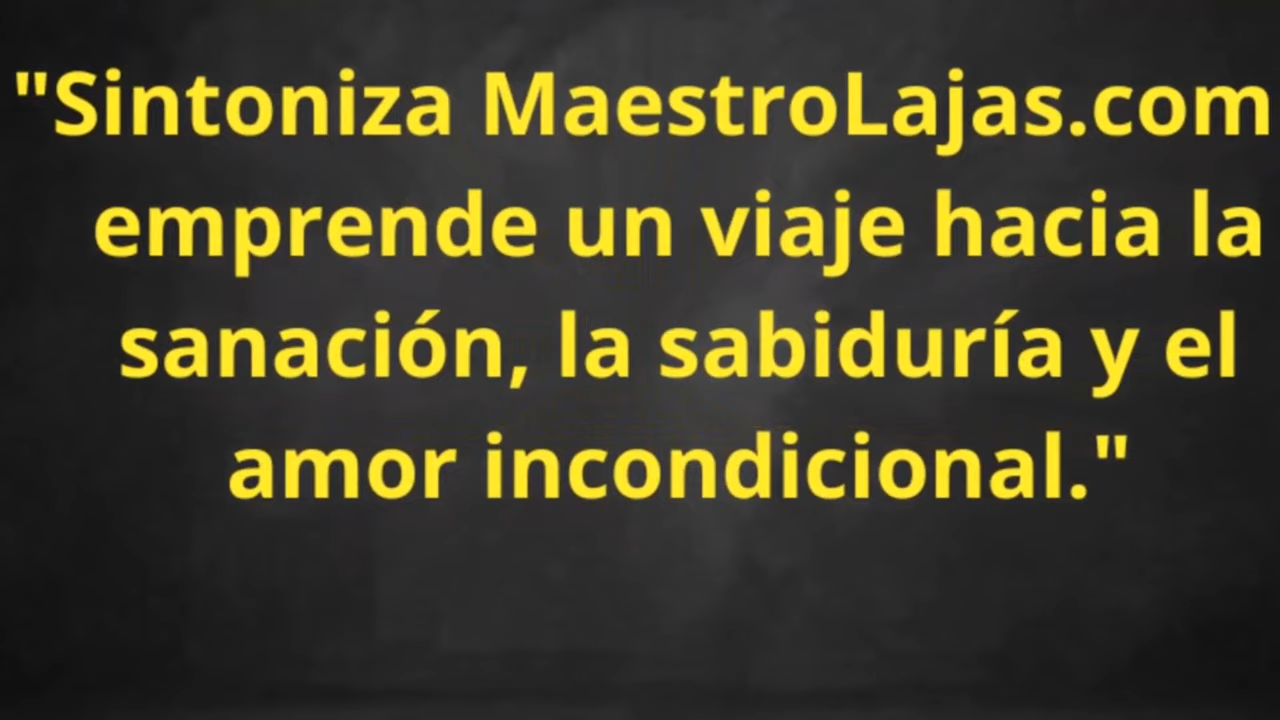 "Sintoniza MaestroLajas.com
emprende un viaje hacia la
sanación, la sabiduría y el
amor incondicional."